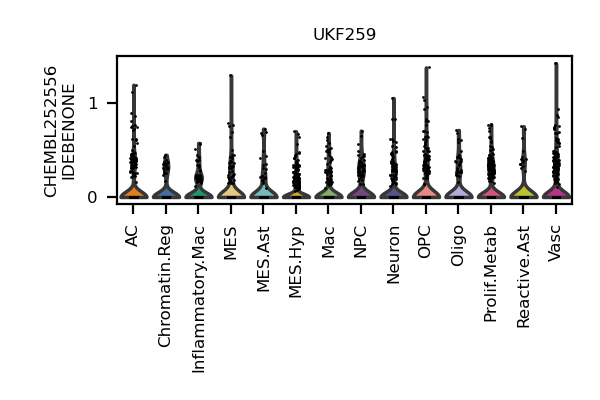 UKF259
CHEMBL252556
IDEBENONE
1
0
AC
Chromatin.Reg
Inflammatory.Mac
MES
MES.Ast
MES.Hyp
Mac
NPC
Neuron
OPC
Oligo
Prolif.Metab
Reactive.Ast
Vasc